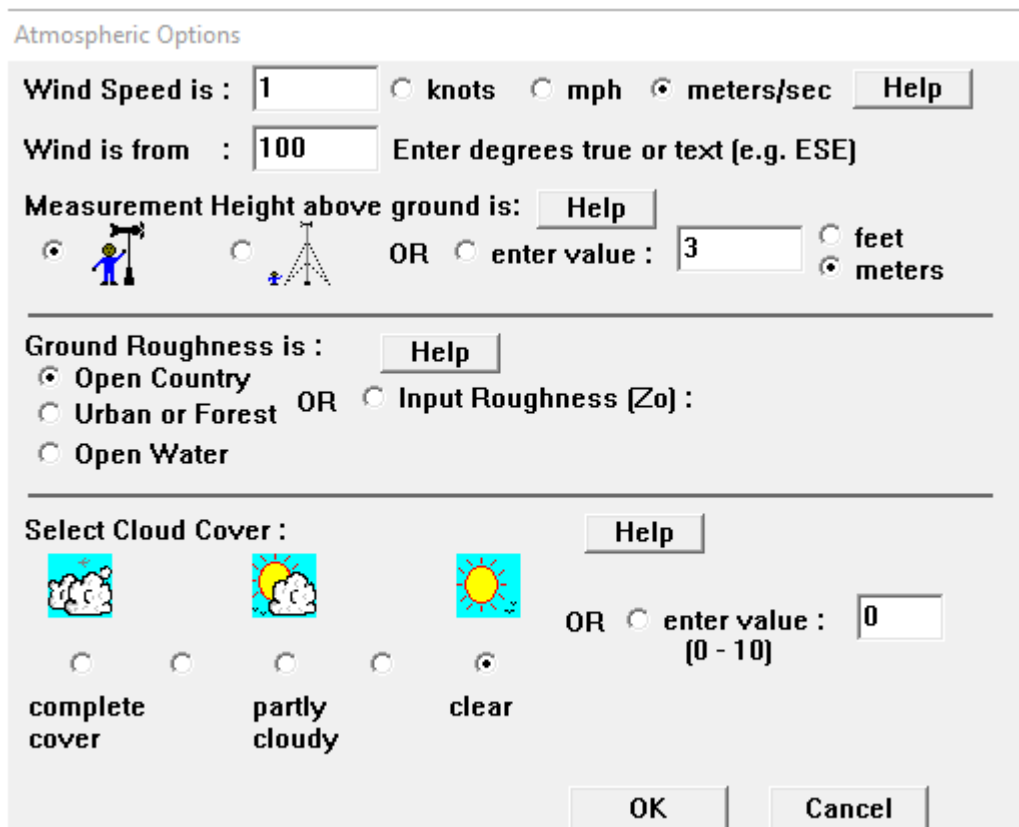 Atmospheric Options
Wind Speed is : 1 knots mph meters/sec Help
Wind is from : 100 Enter degrees true or text (e.g. ESE)
Measurement Height above ground is: Help
OR enter value : 3 feet
meters
Ground Roughness is : Help
Open Country
Urban or Forest OR Input Roughness (Zo) :
Open Water
Select Cloud Cover : Help
OR enter value : 0
(0 - 10)
complete partly clear
cover cloudy
OK Cancel